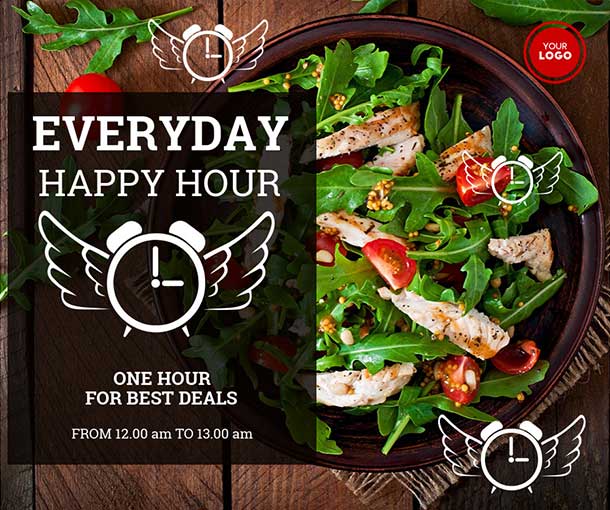 YOUR
LOGO
EVERYDAY
HAPPY HOUR
ONE HOUR
FOR BEST DEALS
FROM 12.00 am TO 13.00 am